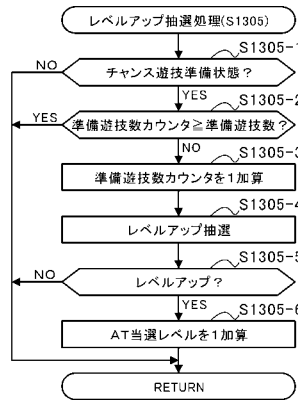 レベルアップ抽選処理(S1305)
S1305-1
NO
チャンス遊技準備状態？
YES
S1305-2
YES
準備遊技数カウンタ≧準備遊技数？
NO
S1305-3
準備遊技数カウンタを1加算
S1305-4
レベルアップ抽選
S1305-5
NO
レベルアップ？
YES
S1305-6
AT当選レベルを1加算
RETURN